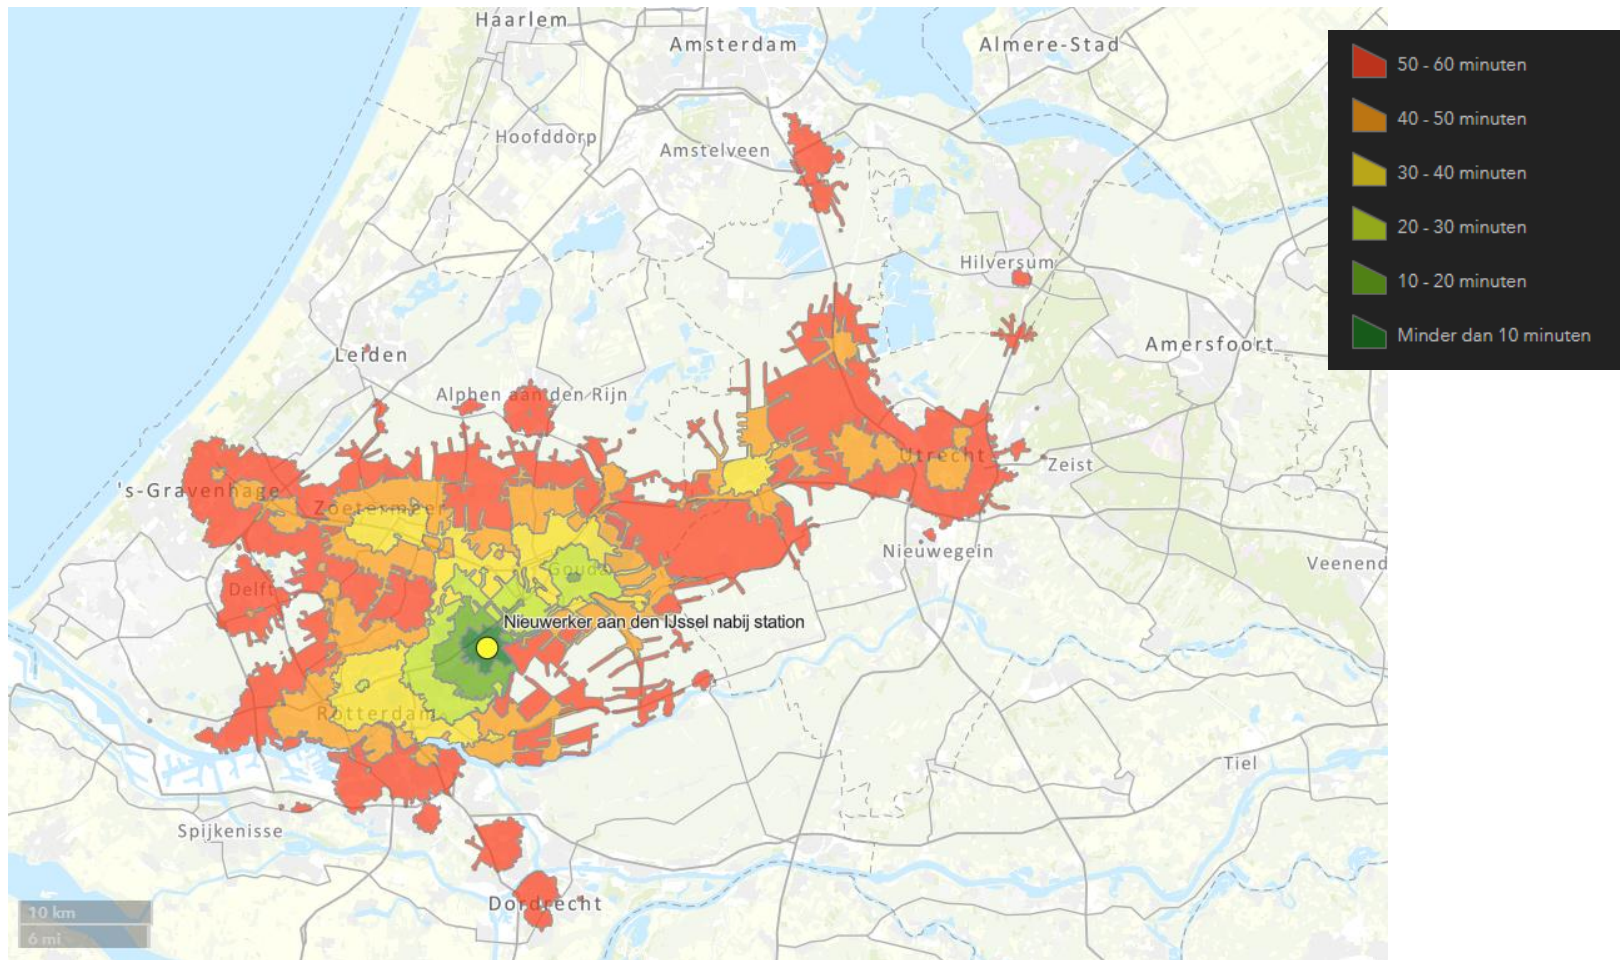 Haarlem
Amsterdam
Almere-Stad
Hoofddorp
Amstelveen
Hilversum
Leiden
Amersfoort
Alphen aan den Rijn
's-Gravenhage
Zoetermeer
Utrecht
Zeist
Nieuwegein
Veenend
Gouda
Delft
Nieuwerker aan den IJssel nabij station
Rotterdam
Tiel
Spijkenisse
Dordrecht
10 km
6 mi
50 - 60 minuten
40 - 50 minuten
30 - 40 minuten
20 - 30 minuten
10 - 20 minuten
Minder dan 10 minuten